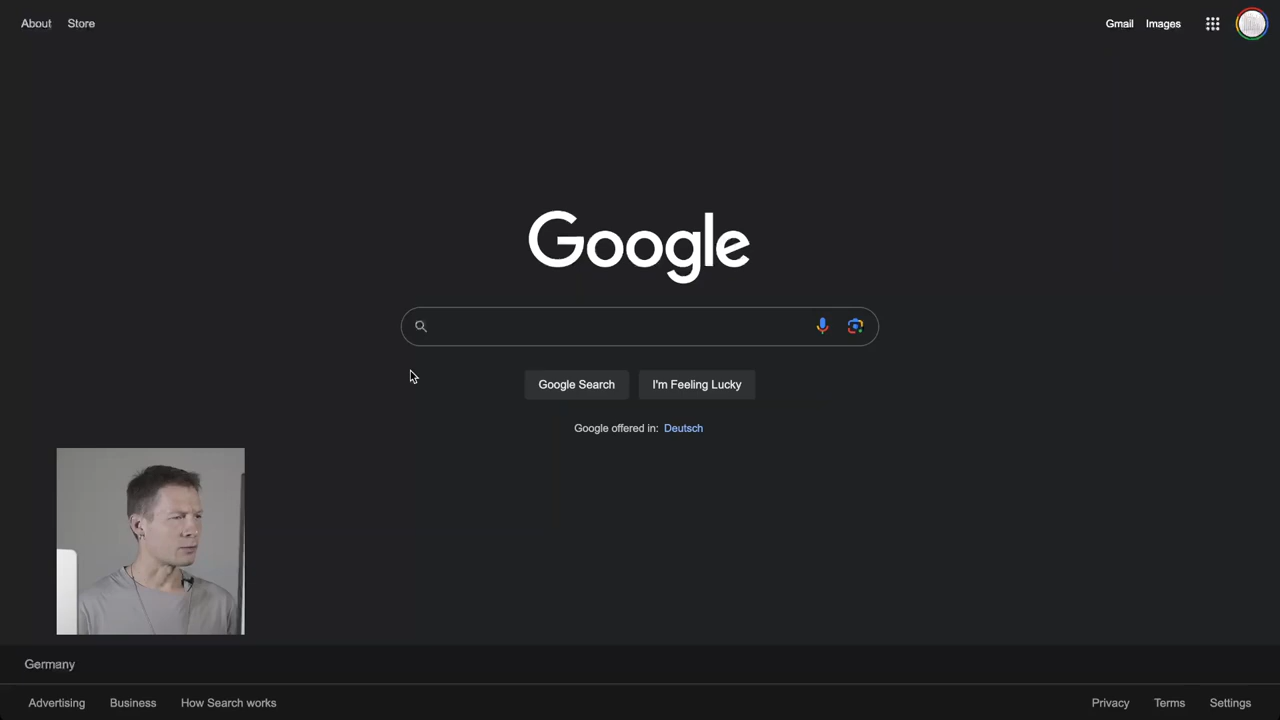 About Store
Gmail Images
Google
Google Search I'm Feeling Lucky
Google offered in: Deutsch
Germany
Advertising Business How Search works
Privacy Terms Settings